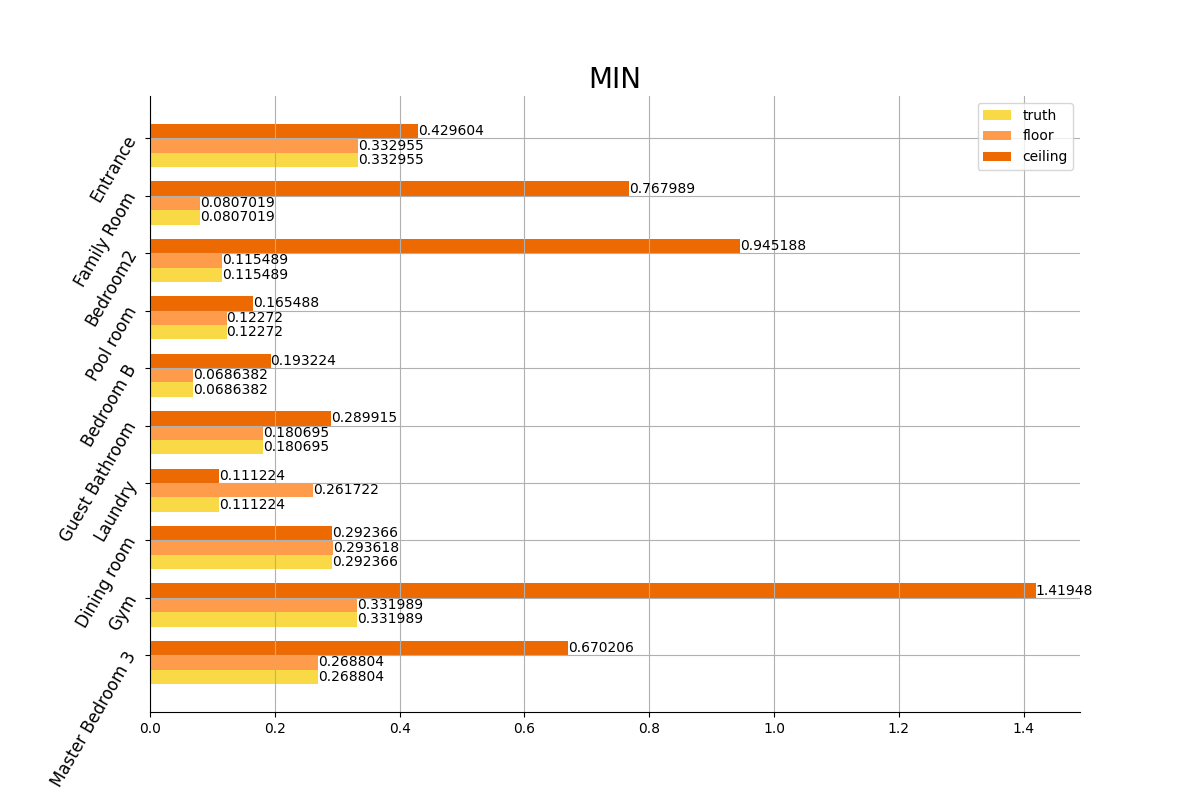 MIN
truth
floor
ceiling
Entrance
0.429604
0.332955
0.332955
Family Room
0.767989
0.0807019
0.0807019
Bedroom2
0.945188
0.115489
0.115489
Pool room
0.165488
0.12272
0.12272
Bedroom B
0.193224
0.0686382
0.0686382
Guest Bathroom
0.289915
0.180695
0.180695
Laundry
0.111224
0.261722
0.111224
Dining room
0.292366
0.293618
0.292366
Gym
1.41948
0.331989
0.331989
Master Bedroom 3
0.670206
0.268804
0.268804
0.0 0.2 0.4 0.6 0.8 1.0 1.2 1.4